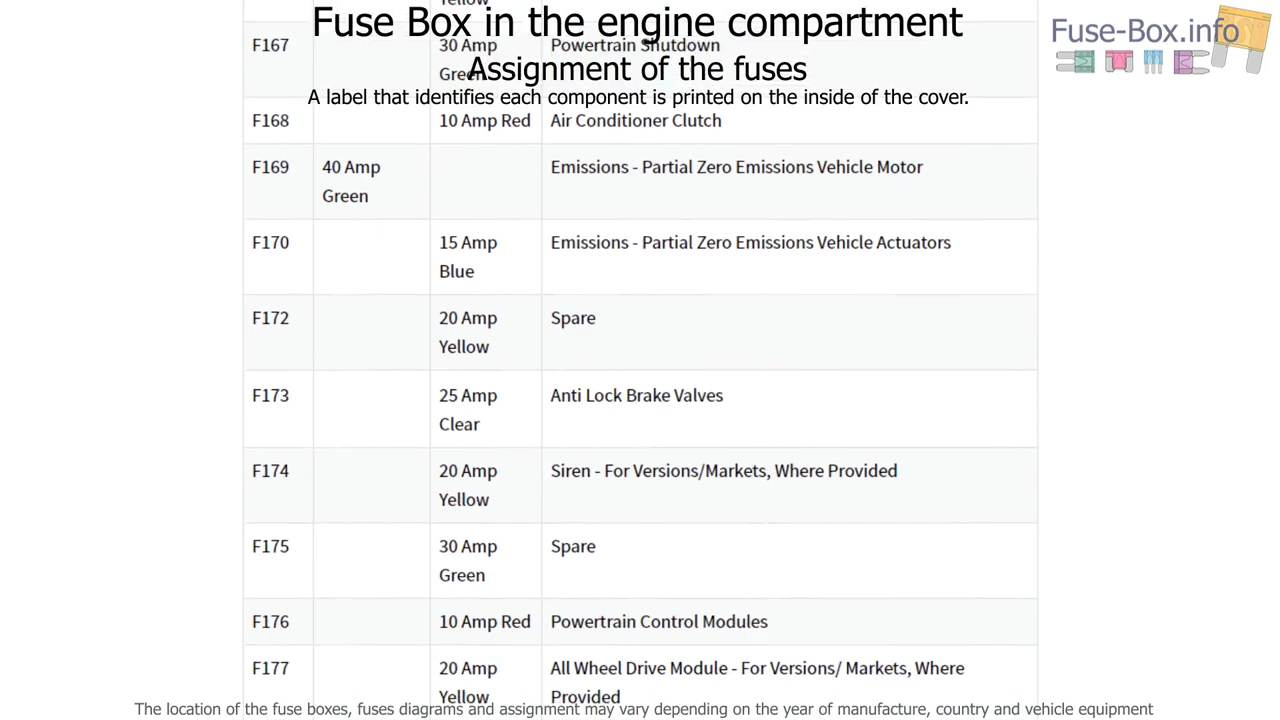 Yellow
Fuse Box in the engine compartment
Fuse-Box.info
F167 30 Amp Powertrain Shutdown
Green
Assignment of the fuses
A label that identifies each component is printed on the inside of the cover.
F168 10 Amp Red Air Conditioner Clutch
F169 40 Amp Emissions - Partial Zero Emissions Vehicle Motor
Green
F170 15 Amp Emissions - Partial Zero Emissions Vehicle Actuators
Blue
F172 20 Amp Spare
Yellow
F173 25 Amp Anti Lock Brake Valves
Clear
F174 20 Amp Siren - For Versions/Markets, Where Provided
Yellow
F175 30 Amp Spare
Green
F176 10 Amp Red Powertrain Control Modules
F177 20 Amp All Wheel Drive Module - For Versions/ Markets, Where
Yellow Provided
The location of the fuse boxes, fuses diagrams and assignment may vary depending on the year of manufacture, country and vehicle equipment